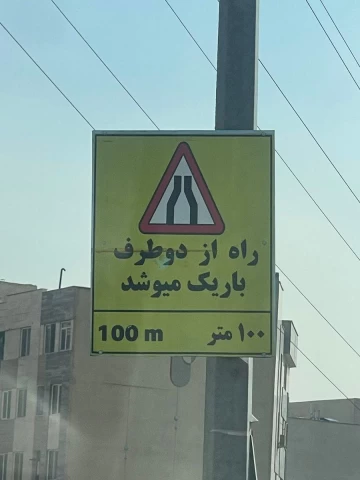 راه از دوطرف
باریک میوشد
100 m ۱۰۰ متر